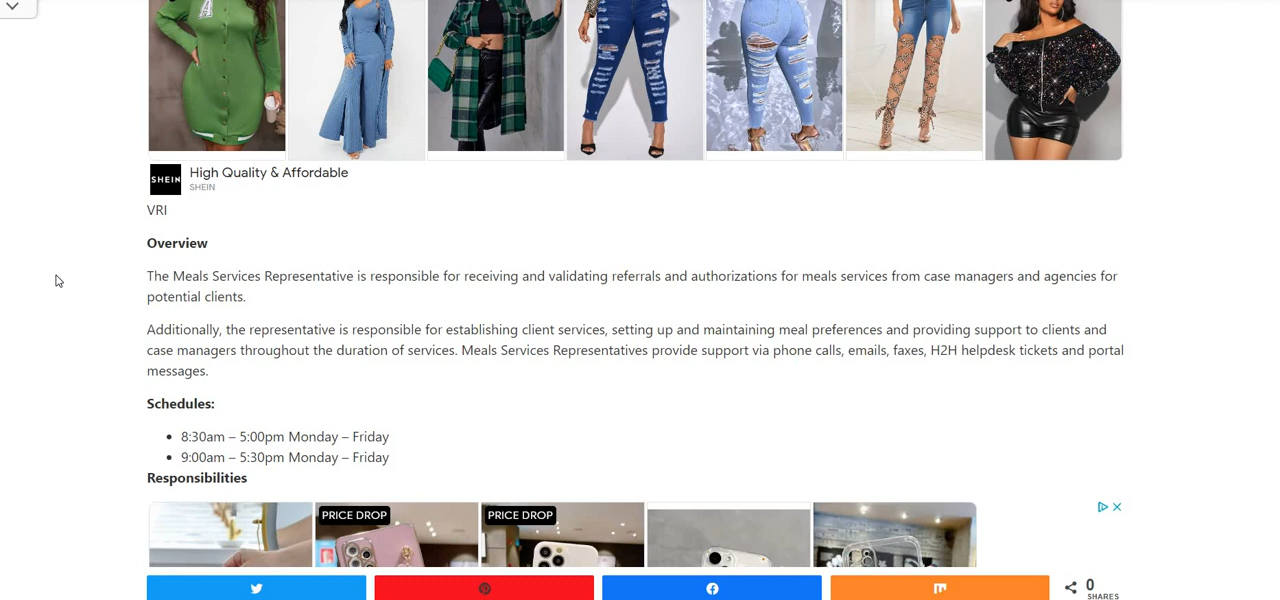 A
SHEIN
High Quality & Affordable
SHEIN
VRI
Overview
The Meals Services Representative is responsible for receiving and validating referrals and authorizations for meals services from case managers and agencies for
potential clients.
Additionally, the representative is responsible for establishing client services, setting up and maintaining meal preferences and providing support to clients and
case managers throughout the duration of services. Meals Services Representatives provide support via phone calls, emails, faxes, H2H helpdesk tickets and portal
messages.
Schedules:
• 8:30am – 5:00pm Monday – Friday
• 9:00am – 5:30pm Monday – Friday
Responsibilities
PRICE DROP
PRICE DROP
0
SHARES